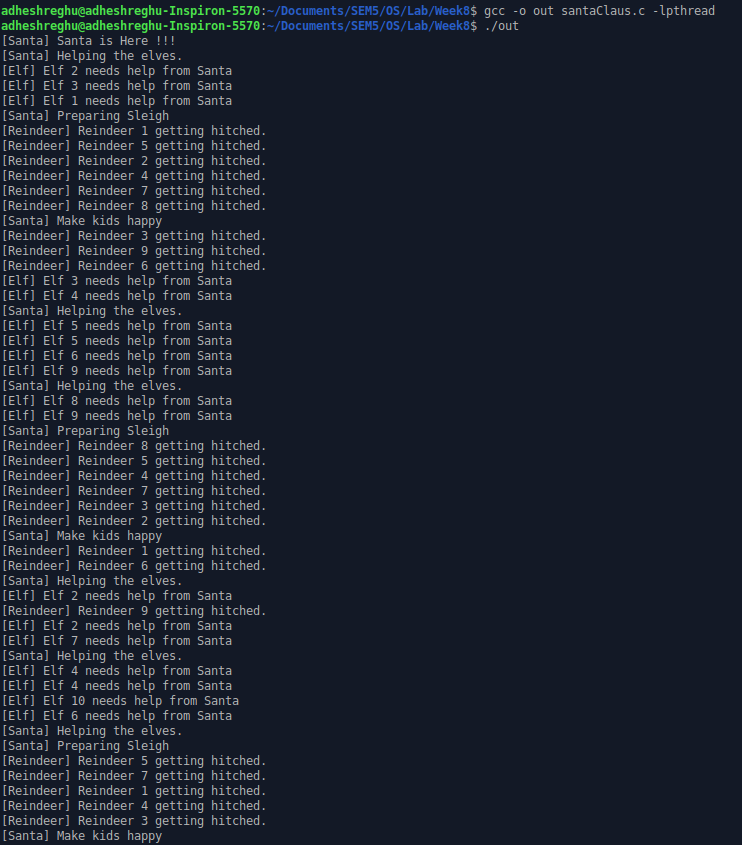 adheshreghu@adheshreghu-Inspiron-5570:~/Documents/SEM5/OS/Lab/Week8$ gcc -o out santaClaus.c -lpthread
adheshreghu@adheshreghu-Inspiron-5570:~/Documents/SEM5/OS/Lab/Week8$ ./out
[Santa] Santa is Here !!!
[Santa] Helping the elves.
[Elf] Elf 2 needs help from Santa
[Elf] Elf 3 needs help from Santa
[Elf] Elf 1 needs help from Santa
[Santa] Preparing Sleigh
[Reindeer] Reindeer 1 getting hitched.
[Reindeer] Reindeer 5 getting hitched.
[Reindeer] Reindeer 2 getting hitched.
[Reindeer] Reindeer 4 getting hitched.
[Reindeer] Reindeer 7 getting hitched.
[Reindeer] Reindeer 8 getting hitched.
[Santa] Make kids happy
[Reindeer] Reindeer 3 getting hitched.
[Reindeer] Reindeer 9 getting hitched.
[Reindeer] Reindeer 6 getting hitched.
[Elf] Elf 3 needs help from Santa
[Elf] Elf 4 needs help from Santa
[Santa] Helping the elves.
[Elf] Elf 5 needs help from Santa
[Elf] Elf 5 needs help from Santa
[Elf] Elf 6 needs help from Santa
[Elf] Elf 9 needs help from Santa
[Santa] Helping the elves.
[Elf] Elf 8 needs help from Santa
[Elf] Elf 9 needs help from Santa
[Santa] Preparing Sleigh
[Reindeer] Reindeer 8 getting hitched.
[Reindeer] Reindeer 5 getting hitched.
[Reindeer] Reindeer 4 getting hitched.
[Reindeer] Reindeer 7 getting hitched.
[Reindeer] Reindeer 3 getting hitched.
[Reindeer] Reindeer 2 getting hitched.
[Santa] Make kids happy
[Reindeer] Reindeer 1 getting hitched.
[Reindeer] Reindeer 6 getting hitched.
[Santa] Helping the elves.
[Elf] Elf 2 needs help from Santa
[Reindeer] Reindeer 9 getting hitched.
[Elf] Elf 2 needs help from Santa
[Elf] Elf 7 needs help from Santa
[Santa] Helping the elves.
[Elf] Elf 4 needs help from Santa
[Elf] Elf 4 needs help from Santa
[Elf] Elf 10 needs help from Santa
[Elf] Elf 6 needs help from Santa
[Santa] Helping the elves.
[Santa] Preparing Sleigh
[Reindeer] Reindeer 5 getting hitched.
[Reindeer] Reindeer 7 getting hitched.
[Reindeer] Reindeer 1 getting hitched.
[Reindeer] Reindeer 4 getting hitched.
[Reindeer] Reindeer 3 getting hitched.
[Santa] Make kids happy